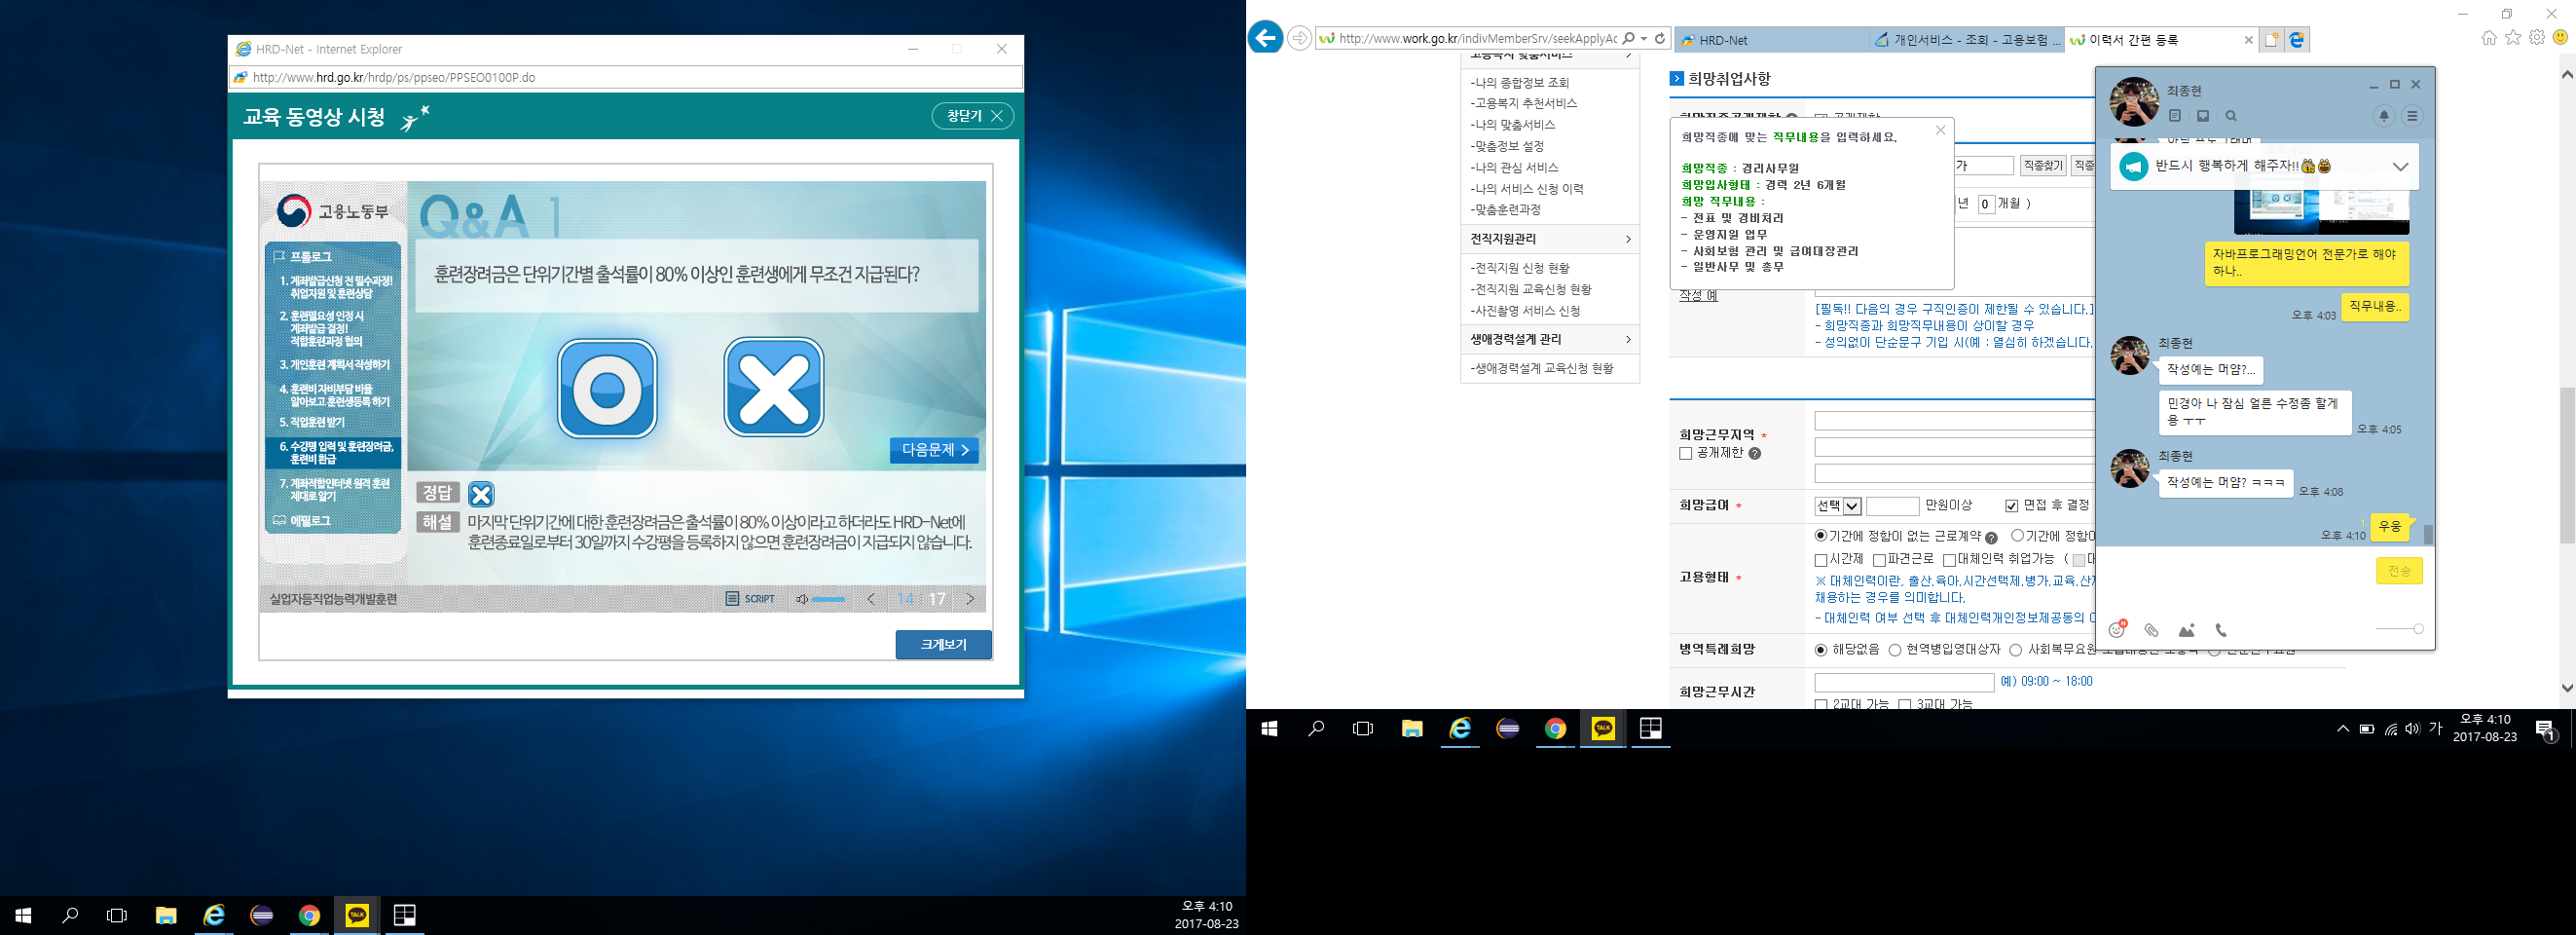 HRD-Net - Internet Explorer
http://www.hrd.go.kr/hrdp/ps/ppseo/PPSEO0100P.do
교육 동영상 시청
창닫기
고용노동부
프롤로그
1. 계좌발급신청 전 필수과정!
취업지원 및 훈련상담
2. 훈련필요성 인정 시
계좌발급 결정!
적합훈련과정 협의
3. 개인훈련 계획서 작성하기
4. 훈련비 자비부담 비율
알아보고 훈련생등록 하기
5. 직업훈련 받기
6. 수강평 입력 및 훈련장려금,
훈련비 환급
7. 계좌적합인터넷 원격 훈련
제대로 알기
에필로그
Q&A 1
훈련장려금은 단위기간별 출석률이 80% 이상인 훈련생에게 무조건 지급된다?
다음문제
정답
해설 마지막 단위기간에 대한 훈련장려금은 출석률이 80% 이상이라고 하더라도 HRD-Net에
훈련종료일로부터 30일까지 수강평을 등록하지 않으면 훈련장려금이 지급되지 않습니다.
실업자등직업능력개발훈련
SCRIPT
14 17
크게보기
오후 4:10
2017-08-23
http://www.work.go.kr/indivMemberSrv/seekApplyAc
HRD-Net
개인서비스 - 조회 - 고용보험 ...
이력서 간편 등록
고용복지 맞춤서비스
-나의 종합정보 조회
-고용복지 추천서비스
-나의 맞춤서비스
-맞춤정보 설정
-나의 관심 서비스
-나의 서비스 신청 이력
-맞춤훈련과정
전직지원관리
-전직지원 신청 현황
-전직지원 교육신청 현황
-사진촬영 서비스 신청
생애경력설계 관리
-생애경력설계 교육신청 현황
희망취업사항
희망직종에 맞는 직무내용을 입력하세요.
희망직종 : 경리사무원
희망입사형태 : 경력 2년 6개월
희망 직무내용 :
- 전표 및 경비처리
- 운영지원 업무
- 사회보험 관리 및 급여대장관리
- 일반사무 및 총무
가
직종찾기
직종
년 0 개월 )
작성 예
[필독!! 다음의 경우 구직인증이 제한될 수 있습니다.]
- 희망직종과 희망직무내용이 상이할 경우
- 성의없이 단순문구 기입 시(예 : 열심히 하겠습니다.
희망근무지역 *
공개제한
희망급여 *
선택
만원이상
면접 후 결정
고용형태 *
기간에 정함이 없는 근로계약
기간에 정함이
시간제
파견근로
대체인력 취업가능 (
대
※ 대체인력이란, 출산,육아,시간선택제,병가,교육,산재
채용하는 경우를 의미합니다.
- 대체인력 여부 선택 후 대체인력개인정보제공동의
병역특례희망
해당없음
현역병입영대상자
사회복무요원
희망근무시간
예) 09:00 ~ 18:00
2교대 가능
3교대 가능
최종현
반드시 행복하게 해주자!!
자바프로그래밍언어 전문가로 해야
하나..
직무내용..
오후 4:03
최종현
작성예는 머얌?...
민경아 나 잠심 얼른 수정좀 할게
용 ㅜㅜ
오후 4:05
최종현
작성예는 머얌? ㅋㅋㅋ
오후 4:08
1
오후 4:10
우웅
전송
TALK
가
오후 4:10
2017-08-23
1